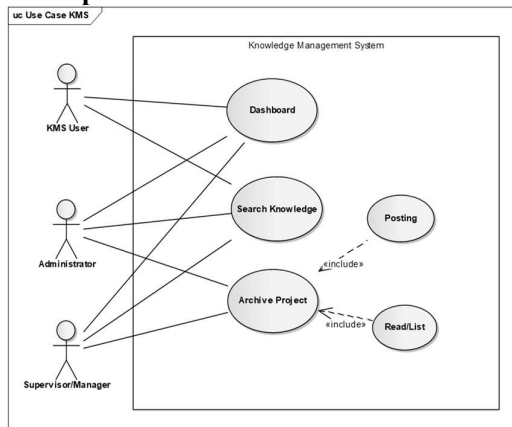 uc Use Case KMS
Knowledge Management System
KMS User
Dashboard
Search Knowledge
Posting
Administrator
«include»
Archive Project
«include»
Read/List
Supervisor/Manager